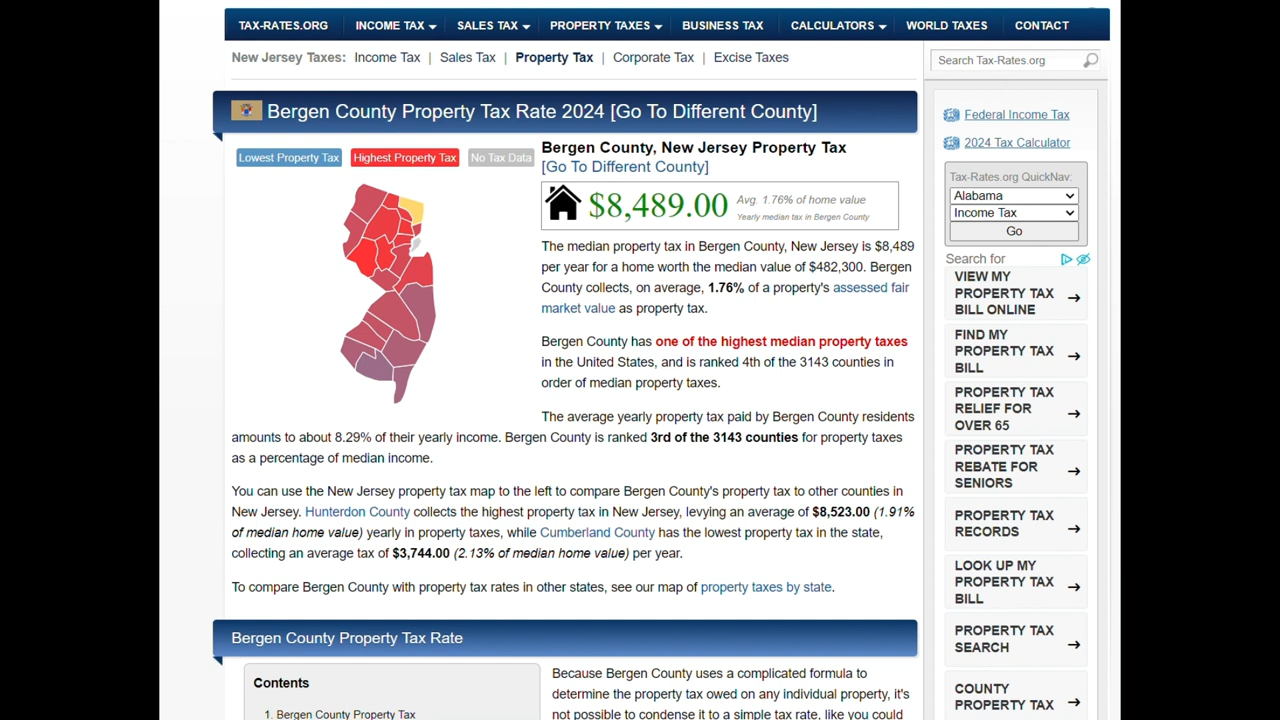 TAX-RATES.ORG INCOME TAX SALES TAX PROPERTY TAXES BUSINESS TAX CALCULATORS WORLD TAXES CONTACT
New Jersey Taxes: Income Tax | Sales Tax | Property Tax | Corporate Tax | Excise Taxes
Search Tax-Rates.org
Bergen County Property Tax Rate 2024 [Go To Different County]
Lowest Property Tax Highest Property Tax No Tax Data
Bergen County, New Jersey Property Tax
[Go To Different County]
$8,489.00
Avg. 1.76% of home value
Yearly median tax in Bergen County
The median property tax in Bergen County, New Jersey is $8,489
per year for a home worth the median value of $482,300. Bergen
County collects, on average, 1.76% of a property's assessed fair
market value as property tax.
Bergen County has one of the highest median property taxes
in the United States, and is ranked 4th of the 3143 counties in
order of median property taxes.
The average yearly property tax paid by Bergen County residents
amounts to about 8.29% of their yearly income. Bergen County is ranked 3rd of the 3143 counties for property taxes
as a percentage of median income.
You can use the New Jersey property tax map to the left to compare Bergen County's property tax to other counties in
New Jersey. Hunterdon County collects the highest property tax in New Jersey, levying an average of $8,523.00 (1.91%
of median home value) yearly in property taxes, while Cumberland County has the lowest property tax in the state,
collecting an average tax of $3,744.00 (2.13% of median home value) per year.
To compare Bergen County with property tax rates in other states, see our map of property taxes by state.
Bergen County Property Tax Rate
Contents
1. Bergen County Property Tax
Because Bergen County uses a complicated formula to
determine the property tax owed on any individual property, it's
not possible to condense it to a simple tax rate, like you could
Federal Income Tax
2024 Tax Calculator
Tax-Rates.org QuickNav:
Alabama
Income Tax
Go
Search for
VIEW MY
PROPERTY TAX
BILL ONLINE
FIND MY
PROPERTY TAX
BILL
PROPERTY TAX
RELIEF FOR
OVER 65
PROPERTY TAX
REBATE FOR
SENIORS
PROPERTY TAX
RECORDS
LOOK UP MY
PROPERTY TAX
BILL
PROPERTY TAX
SEARCH
COUNTY
PROPERTY TAX